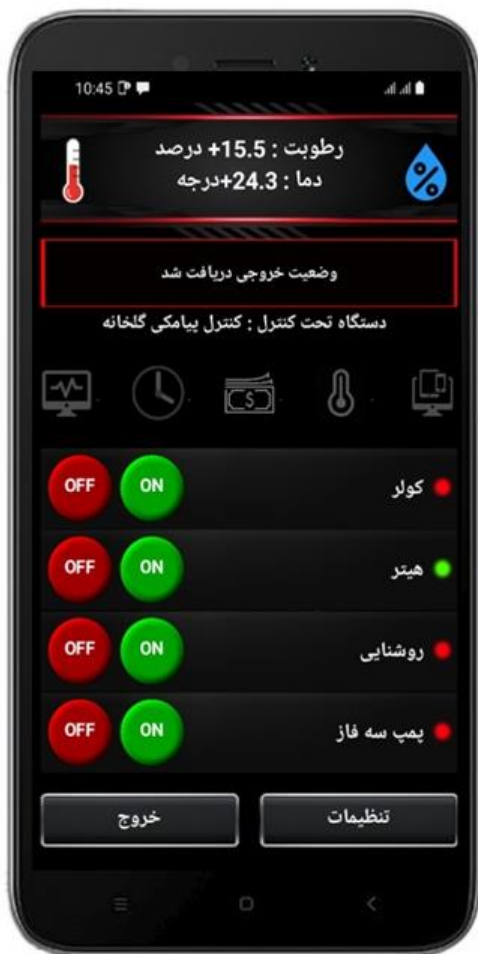 10:45
رطوبت : 15.5+ درصد
دما : 24.3+درجه
وضعیت خروجی دریافت شد
دستگاه تحت کنترل : کنترل پیامکی گلخانه
کولر ON OFF
هیتر ON OFF
روشنایی ON OFF
پمپ سه فاز ON OFF
تنظیمات خروج